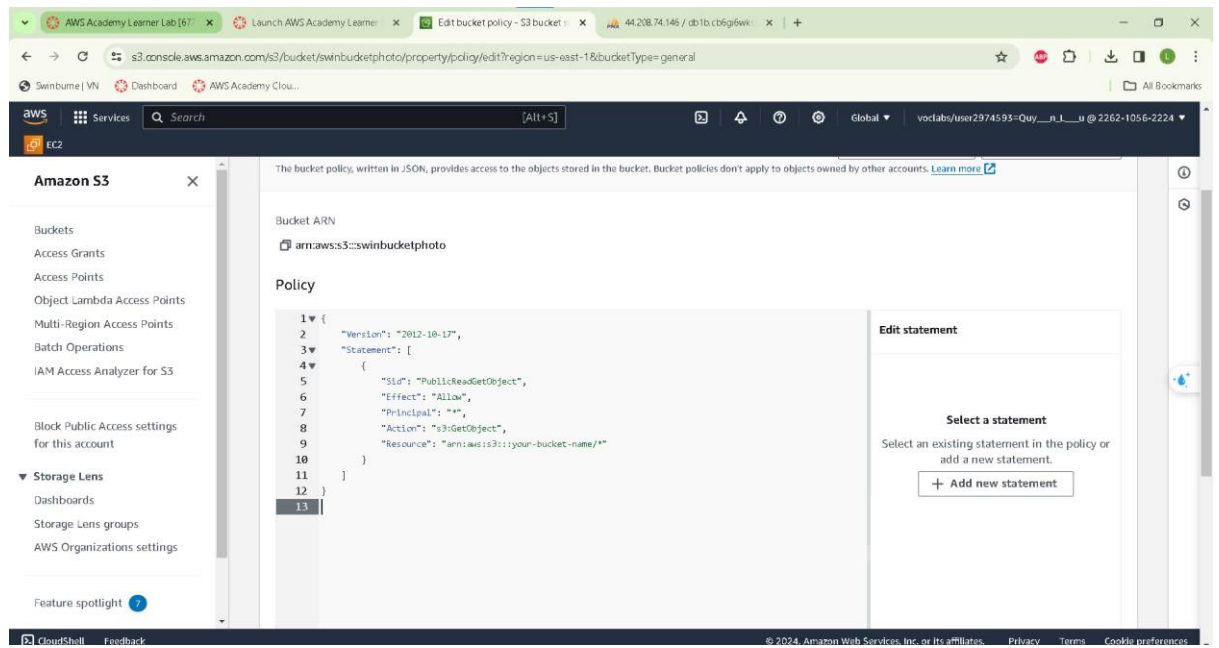 AWS Academy Learner Lab [67
Launch AWS Academy Learner
Edit bucket policy - S3 bucket s
44.208.74.146 / db1b.cb6gi6wk
s3.console.aws.amazon.com/s3/bucket/swinbucketphoto/property/policy/edit?region=us-east-1&bucketType=general
Swinburne | VN
Dashboard
AWS Academy Clou...
All Bookmarks
aws
Services
Search
[Alt+S]
Global
voclabs/user2974593=Quy__n_L__u @ 2262-1056-2224
EC2
Amazon S3
Buckets
Access Grants
Access Points
Object Lambda Access Points
Multi-Region Access Points
Batch Operations
IAM Access Analyzer for S3
Block Public Access settings
for this account
Storage Lens
Dashboards
Storage Lens groups
AWS Organizations settings
Feature spotlight 7
The bucket policy, written in JSON, provides access to the objects stored in the bucket. Bucket policies don't apply to objects owned by other accounts. Learn more
Bucket ARN
arn:aws:s3:::swinbucketphoto
Policy
1 {
2 "Version": "2012-10-17",
3 "Statement": [
4 {
5 "Sid": "PublicReadGetObject",
6 "Effect": "Allow",
7 "Principal": "*",
8 "Action": "s3:GetObject",
9 "Resource": "arn:aws:s3:::your-bucket-name/*"
10 }
11 ]
12 }
13
Edit statement
Select a statement
Select an existing statement in the policy or
add a new statement.
+ Add new statement
CloudShell Feedback
© 2024, Amazon Web Services, Inc. or its affiliates. Privacy Terms Cookie preferences